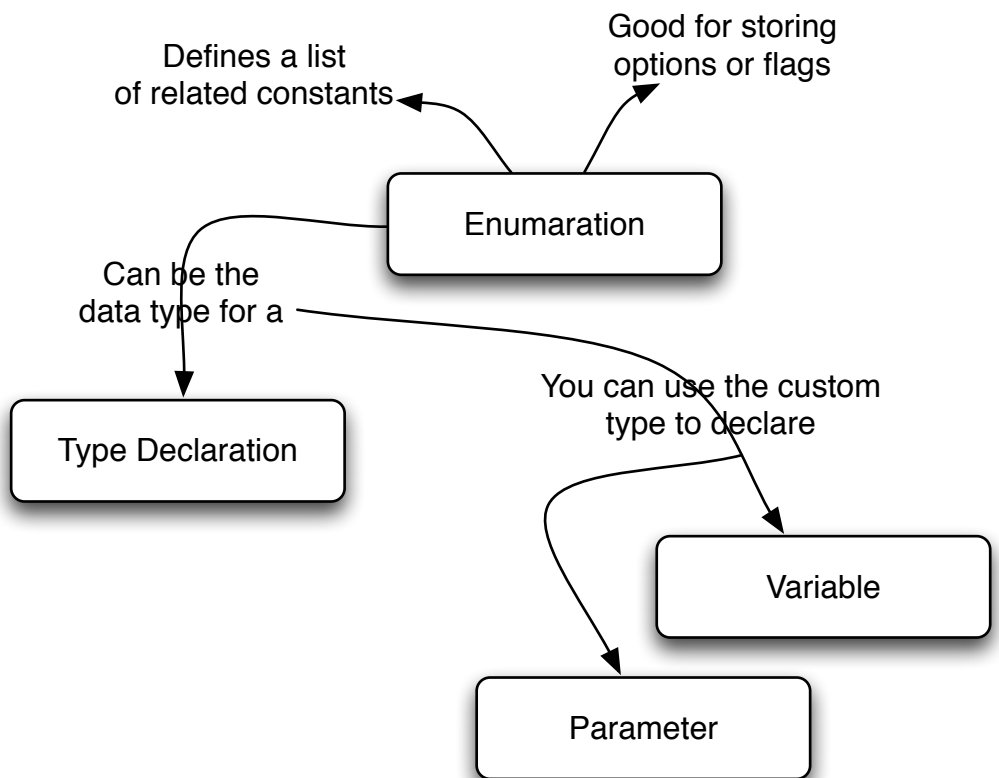 Defines a list
of related constants
Good for storing
options or flags
Enumaration
Can be the
data type for a
You can use the custom
type to declare
Type Declaration
Variable
Parameter